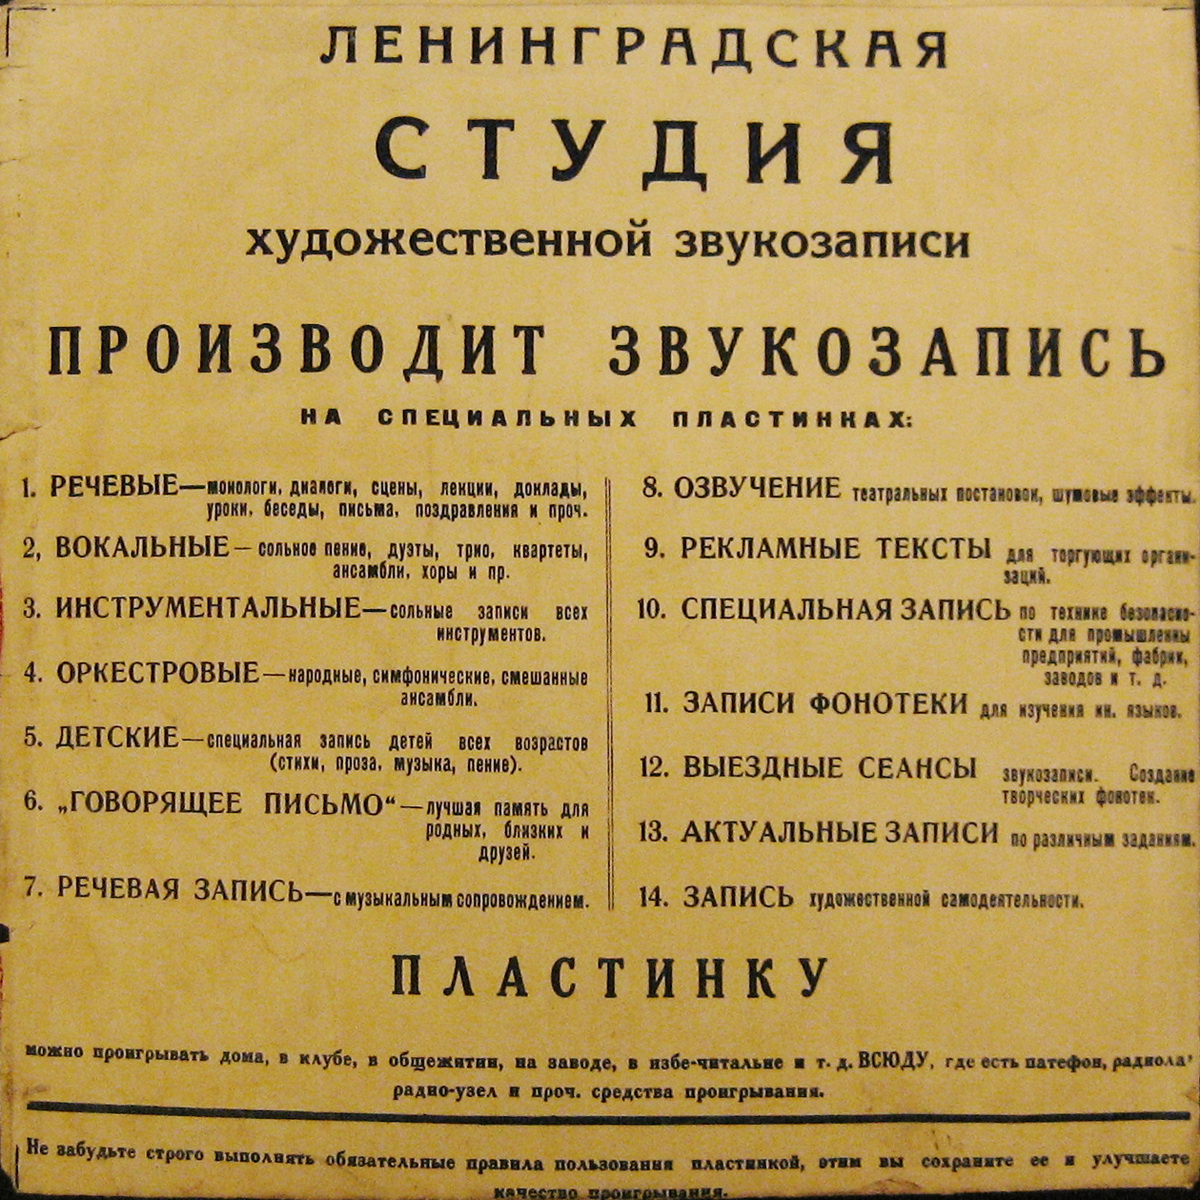 ЛЕНИНГРАДСКАЯ
СТУДИЯ
художественной звукозаписи
ПРОИЗВОДИТ ЗВУКОЗАПИСЬ
НА СПЕЦИАЛЬНЫХ ПЛАСТИНКАХ:
1. РЕЧЕВЫЕ—монологи, диалоги, сцены, лекции, доклады,
уроки, беседы, письма, поздравления и проч.
2, ВОКАЛЬНЫЕ—сольное пение, дуэты, трио, квартеты,
ансамбли, хоры и пр.
3. ИНСТРУМЕНТАЛЬНЫЕ—сольные записи всех
инструментов.
4. ОРКЕСТРОВЫЕ—народные, симфонические, смешанные
ансамбли.
5. ДЕТСКИЕ—специальная запись детей всех возрастов
(стихи, проза, музыка, пение).
6. „ГОВОРЯЩЕЕ ПИСЬМО“—лучшая память для
родных, близких и
друзей.
7. РЕЧЕВАЯ ЗАПИСЬ—с музыкальным сопровождением.
8. ОЗВУЧЕНИЕ театральных постановок, шумовые эффекты.
9. РЕКЛАМНЫЕ ТЕКСТЫ для торгующих органи-
заций.
10. СПЕЦИАЛЬНАЯ ЗАПИСЬ по технике безопасно-
сти для промышленны
предприятий, фабрик,
заводов и т. д.
11. ЗАПИСИ ФОНОТЕКИ для изучения ин. языков.
12. ВЫЕЗДНЫЕ СЕАНСЫ звукозаписи. Создание
творческих фонотек.
13. АКТУАЛЬНЫЕ ЗАПИСИ по различным заданиям.
14. ЗАПИСЬ художественной самодеятельности.
ПЛАСТИНКУ
можно проигрывать дома, в клубе, в общежитии, на заводе, в избе-читальне и т. д. ВСЮДУ, где есть патефон, радиола'
радио-узел и проч. средства проигрывания.
Не забудьте строго выполнять обязательные правила пользования пластинкой, этим вы сохраните ее и улучшаете
качество проигрывания.